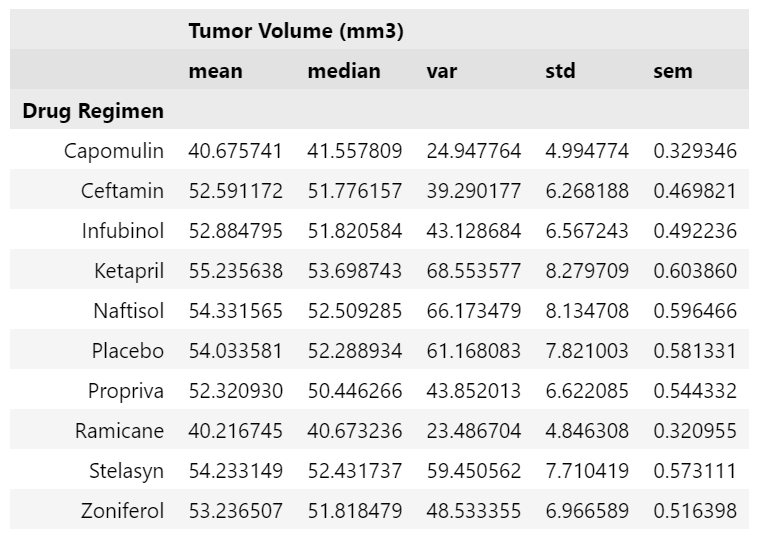 Tumor Volume (mm3)
mean median var std sem
Drug Regimen
Capomulin 40.675741 41.557809 24.947764 4.994774 0.329346
Ceftamin 52.591172 51.776157 39.290177 6.268188 0.469821
Infubinol 52.884795 51.820584 43.128684 6.567243 0.492236
Ketapril 55.235638 53.698743 68.553577 8.279709 0.603860
Naftisol 54.331565 52.509285 66.173479 8.134708 0.596466
Placebo 54.033581 52.288934 61.168083 7.821003 0.581331
Propriva 52.320930 50.446266 43.852013 6.622085 0.544332
Ramicane 40.216745 40.673236 23.486704 4.846308 0.320955
Stelasyn 54.233149 52.431737 59.450562 7.710419 0.573111
Zoniferol 53.236507 51.818479 48.533355 6.966589 0.516398